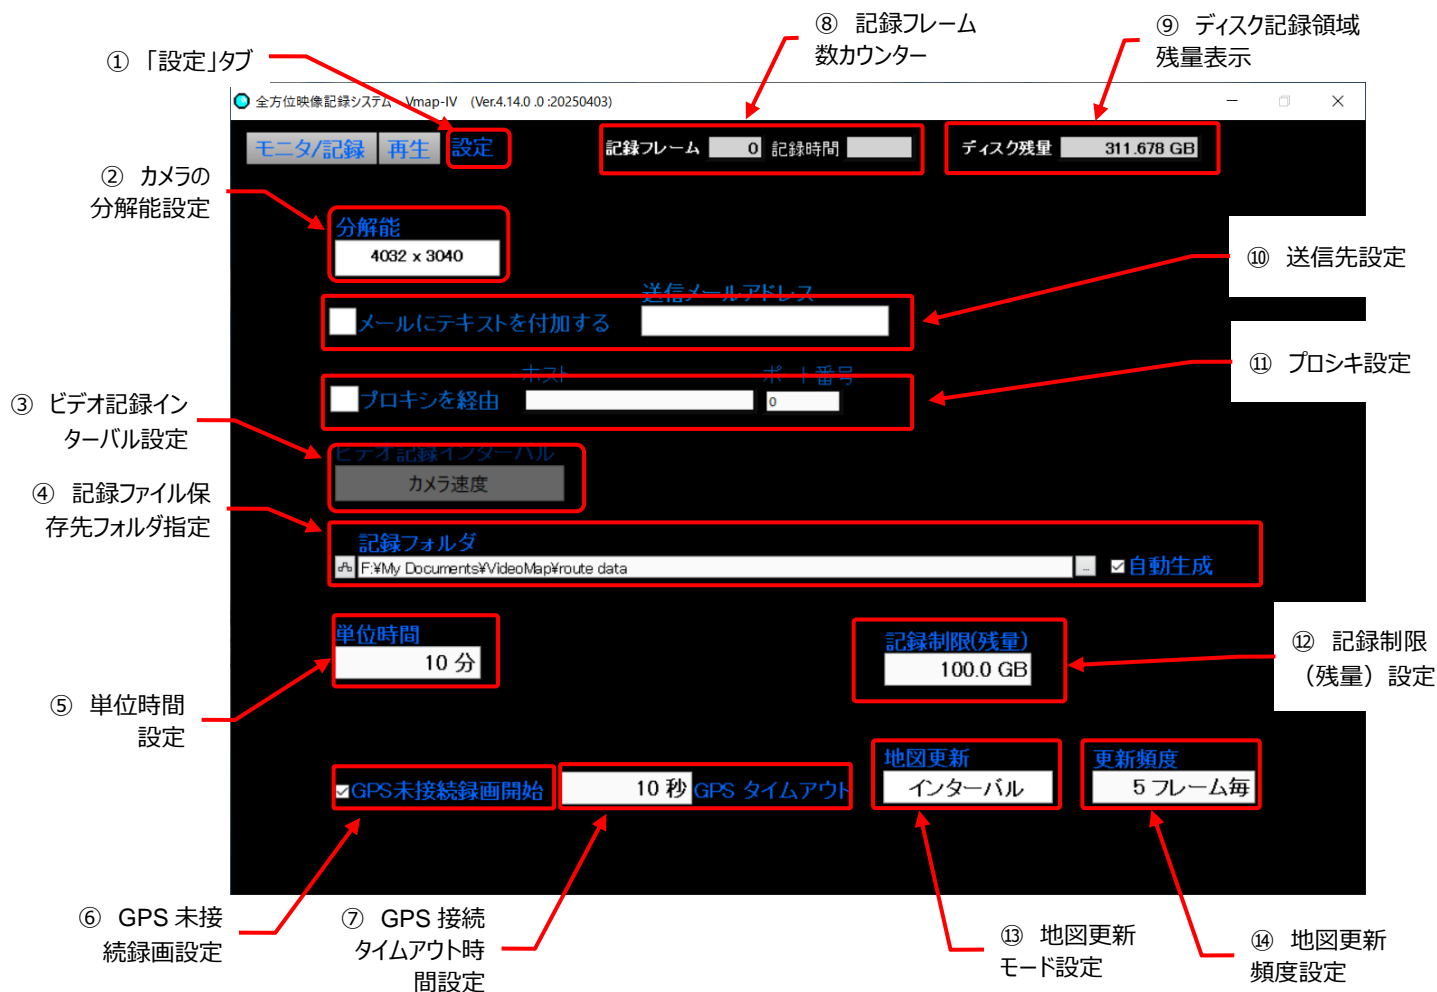 ⑧ 記録フレーム
数カウンター
⑨ ディスク記録領域
残量表示
① 「設定」タブ
全方位映像記録システム Vmap-IV (Ver.4.14.0 .0 :20250403)
モニタ/記録 再生 設定 記録フレーム 0 記録時間 ディスク残量 311.678 GB
② カメラの
分解能設定
分解能
4032 x 3040
⑩ 送信先設定
送信メールアドレス
メールにテキストを付加する
⑪ プロシキ設定
ホスト ポート番号
プロキシを経由 0
③ ビデオ記録イン
ターバル設定
ビデオ記録インターバル
カメラ速度
④ 記録ファイル保
存先フォルダ指定
記録フォルダ
F:¥My Documents¥VideoMap¥route data ... 自動生成
単位時間
10 分
記録制限(残量)
100.0 GB
⑫ 記録制限
(残量)設定
⑤ 単位時間
設定
地図更新
インターバル
更新頻度
5 フレーム毎
GPS未接続録画開始 10 秒 GPS タイムアウト
⑥ GPS 未接
続録画設定
⑦ GPS 接続
タイムアウト時
間設定
⑬ 地図更新
モード設定
⑭ 地図更新
頻度設定